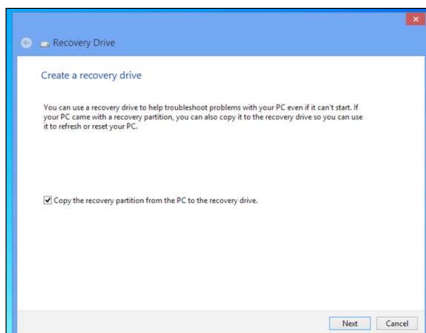 Recovery Drive
Create a recovery drive
You can use a recovery drive to help troubleshoot problems with your PC even if it can't start. If
your PC came with a recovery partition, you can also copy it to the recovery drive so you can use
it to refresh or reset your PC.
Copy the recovery partition from the PC to the recovery drive.
Next Cancel